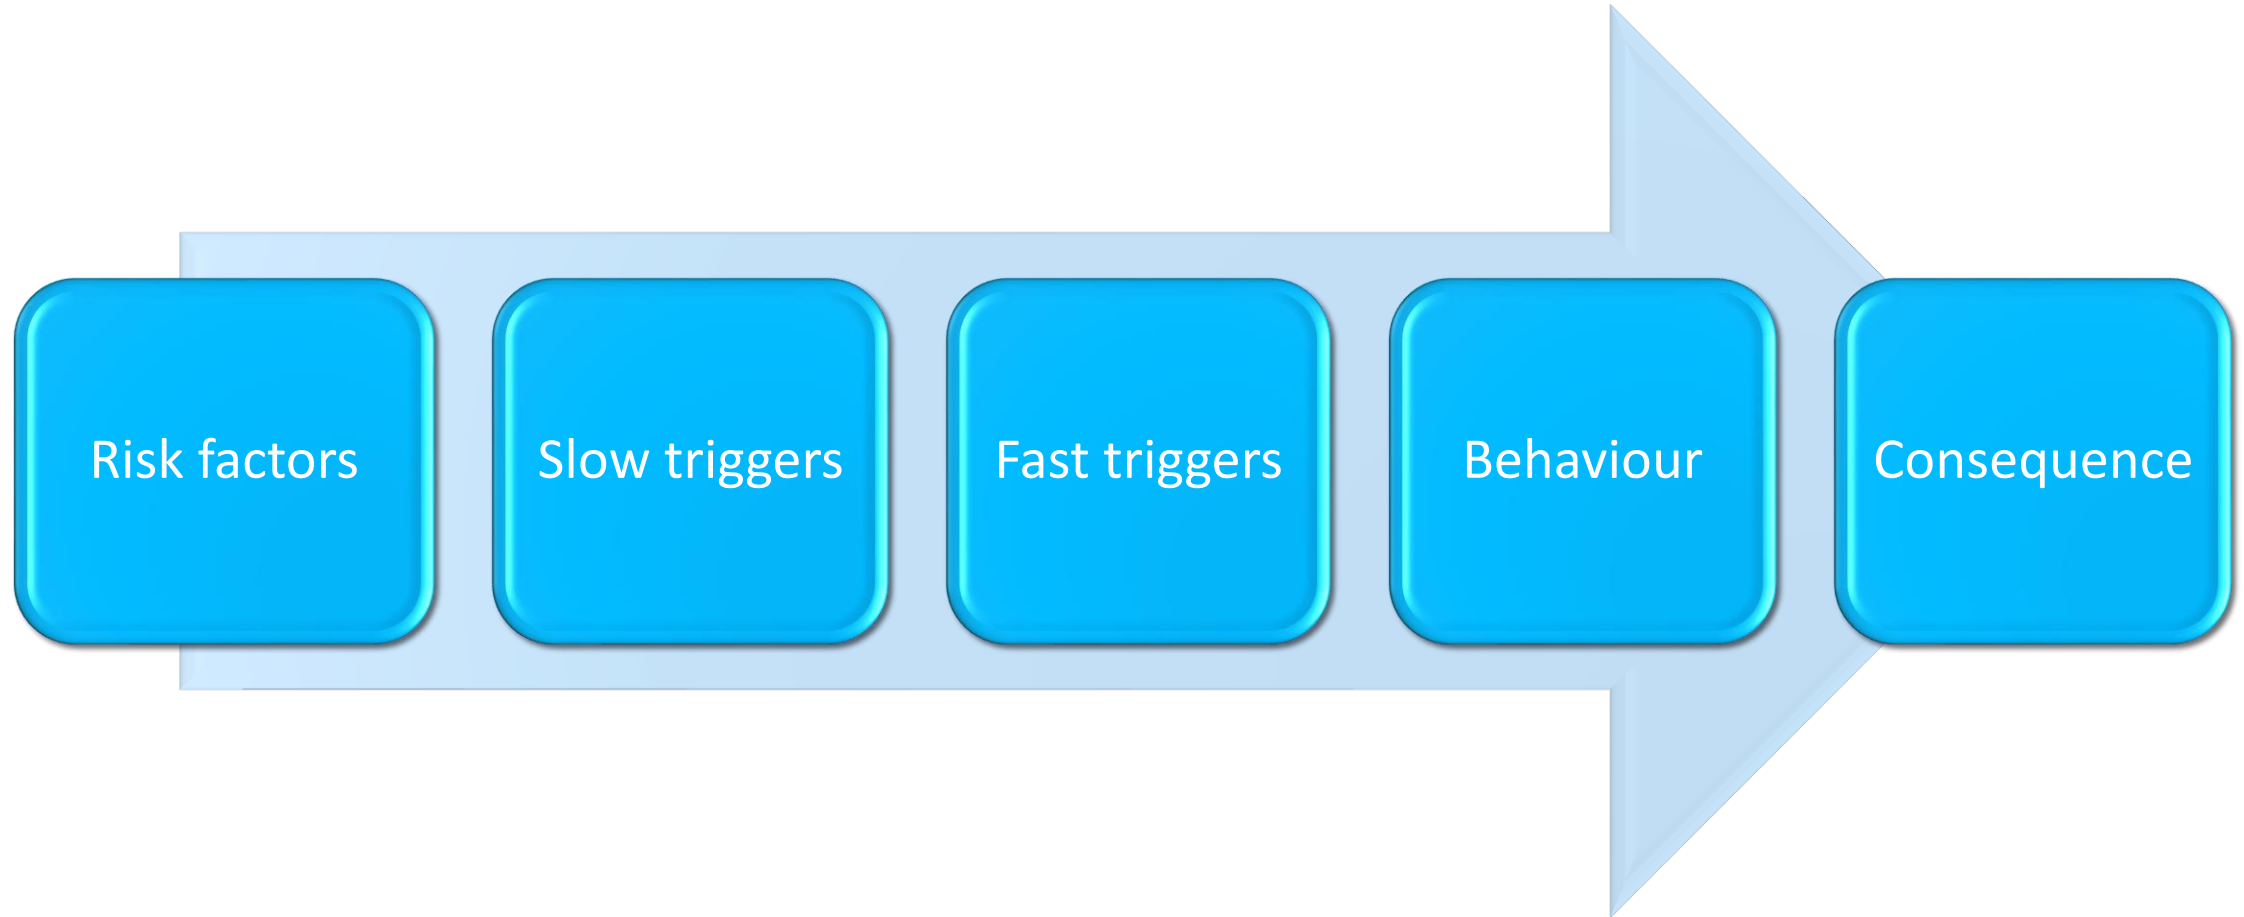 Risk factors
Slow triggers
Fast triggers
Behaviour
Consequence